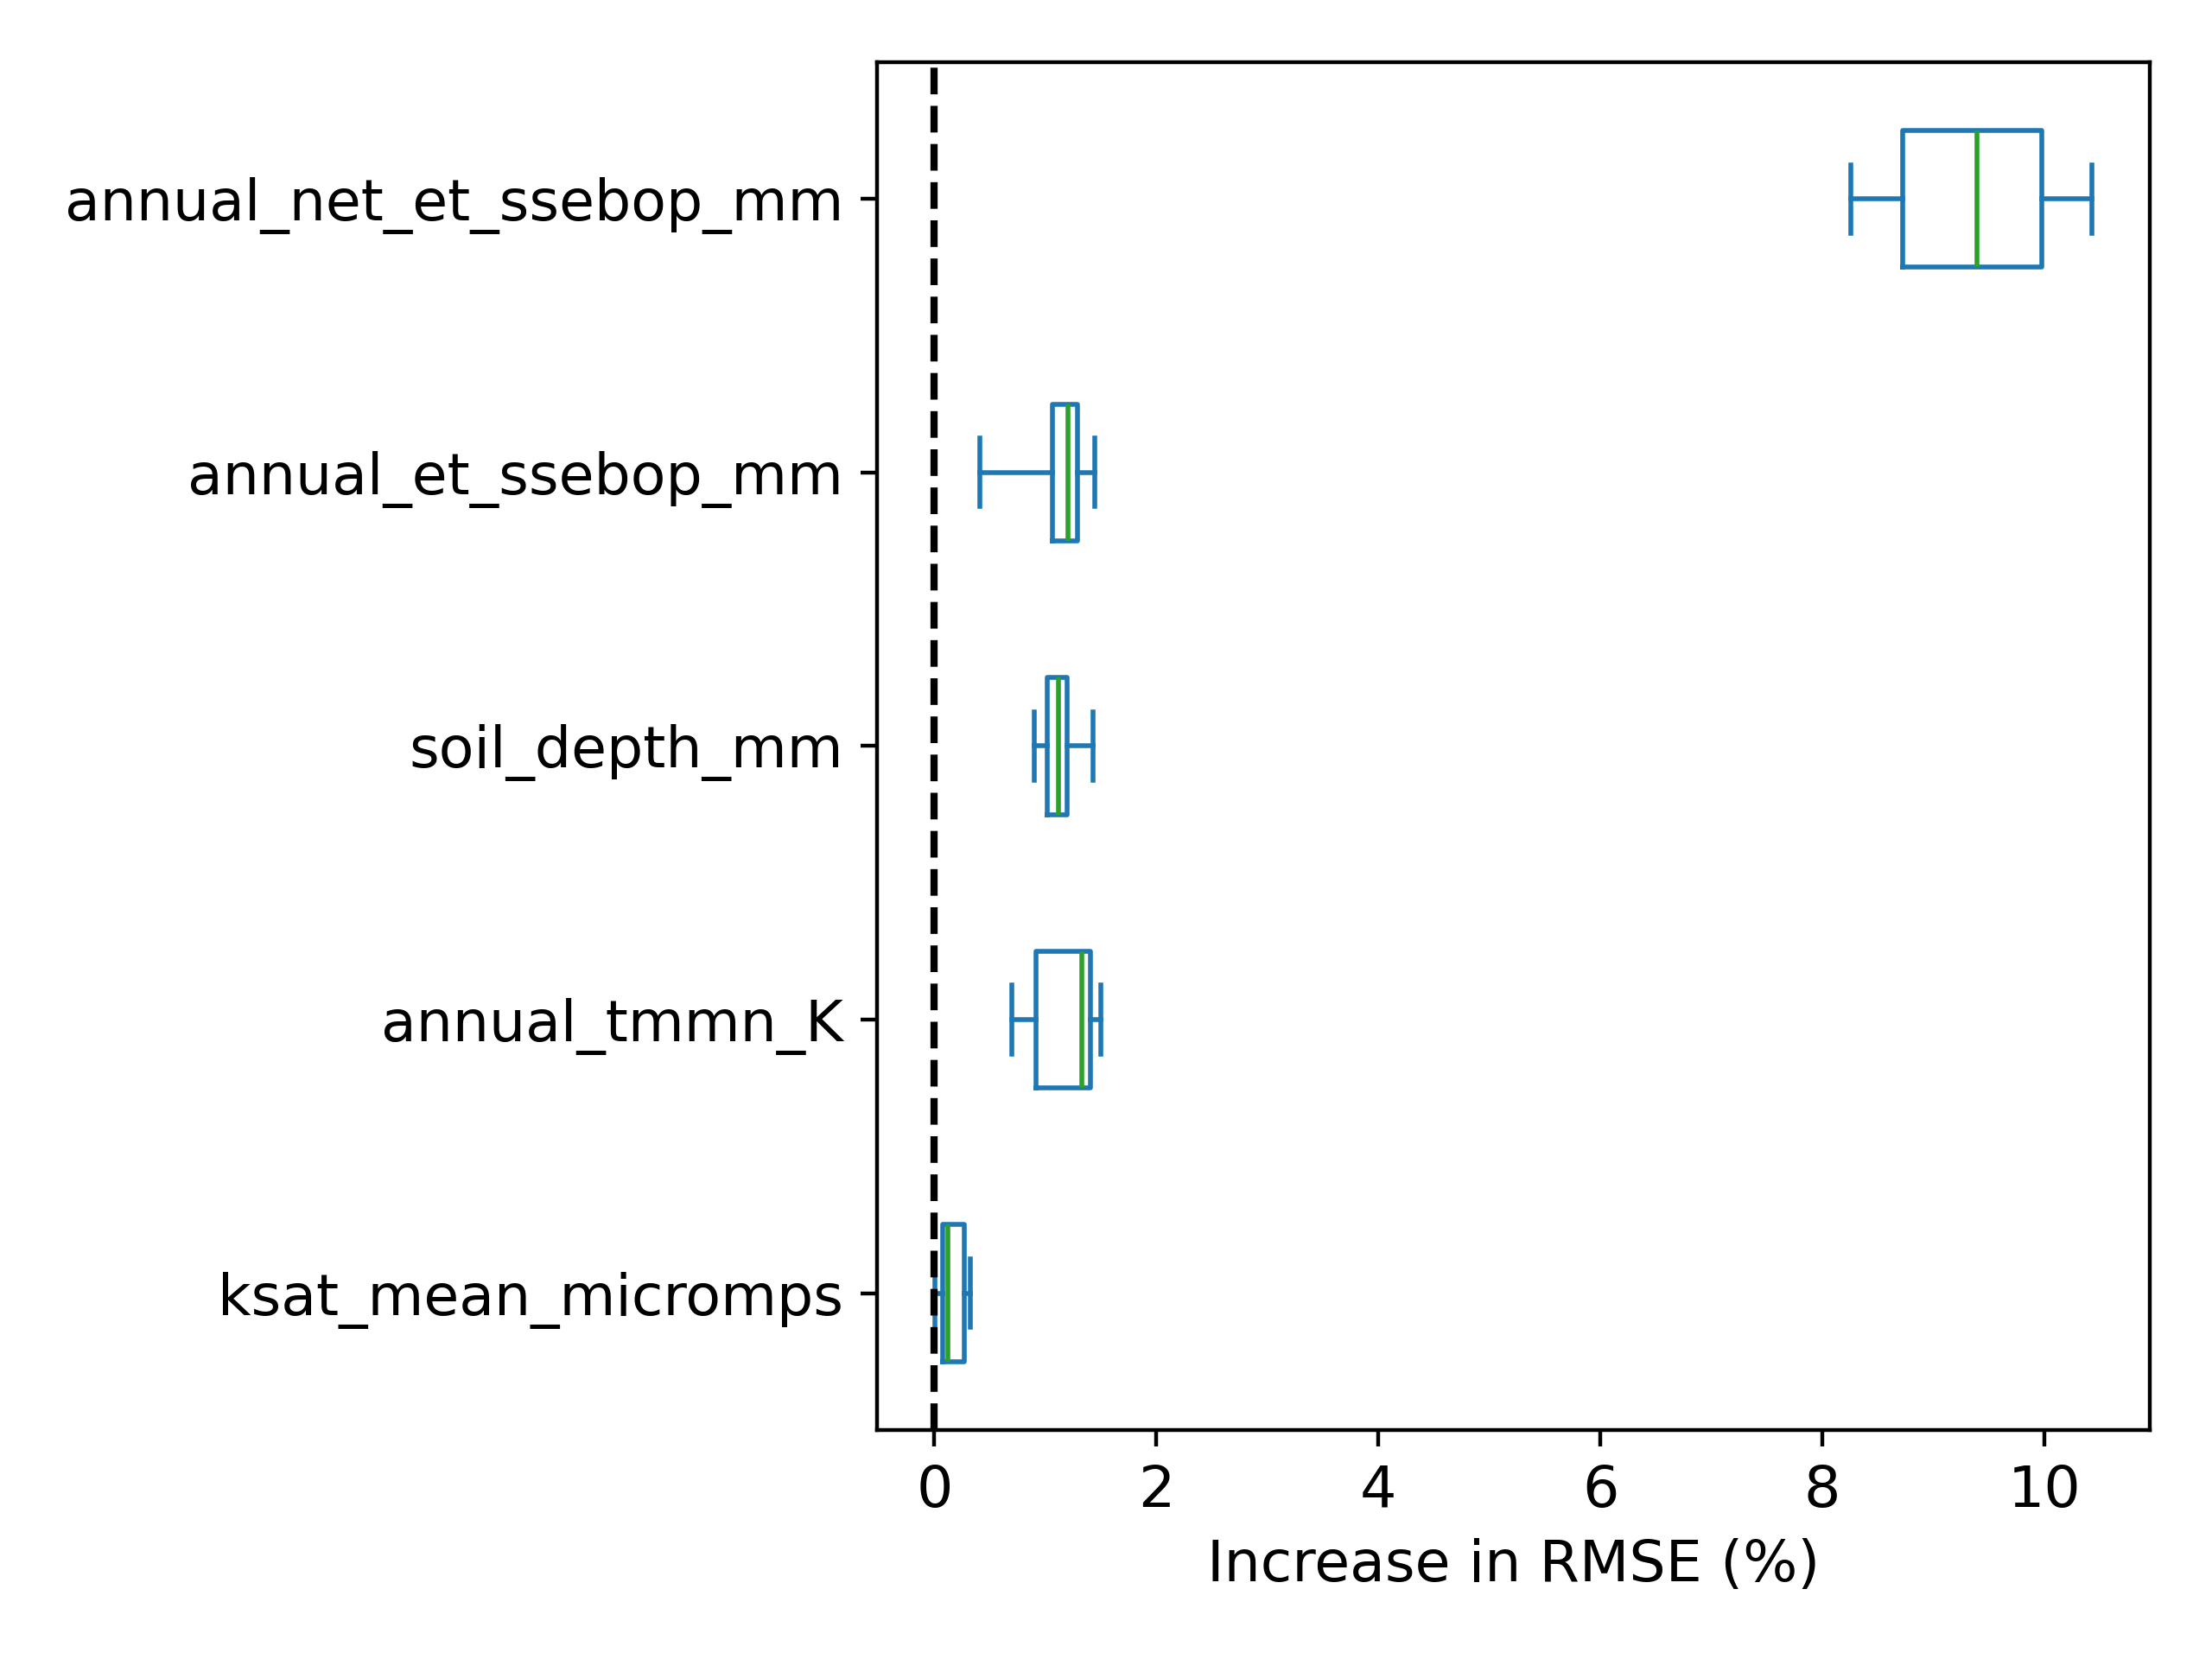 annual_net_et_ssebop_mm
annual_et_ssebop_mm
soil_depth_mm
annual_tmmn_K
ksat_mean_micromps
0 2 4 6 8 10
Increase in RMSE (%)